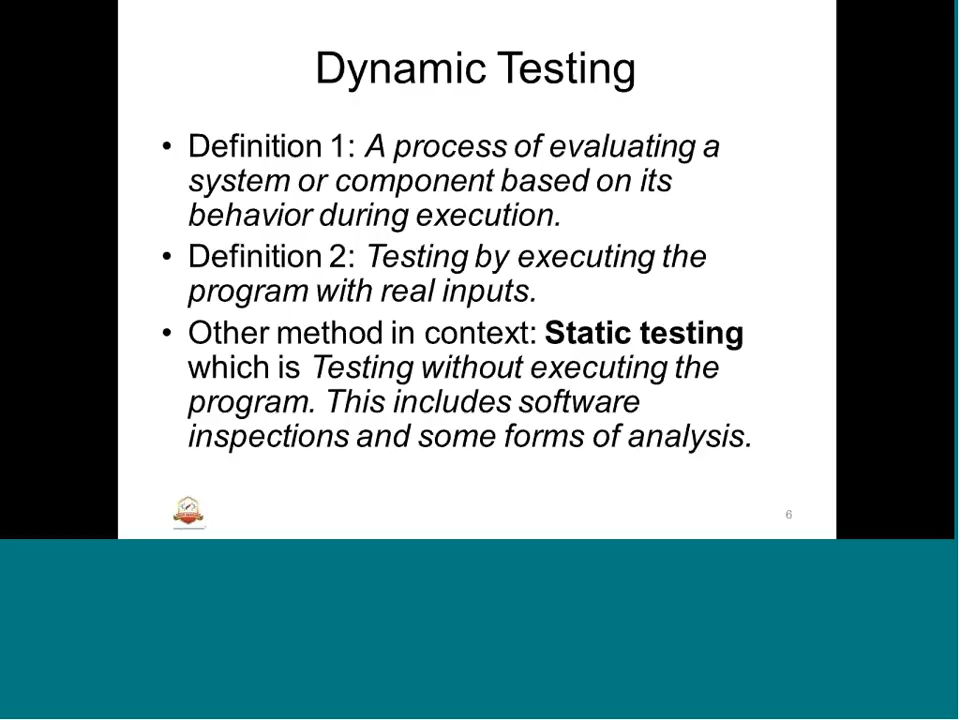 Dynamic Testing
• Definition 1: A process of evaluating a
system or component based on its
behavior during execution.
• Definition 2: Testing by executing the
program with real inputs.
• Other method in context: Static testing
which is Testing without executing the
program. This includes software
inspections and some forms of analysis.
6